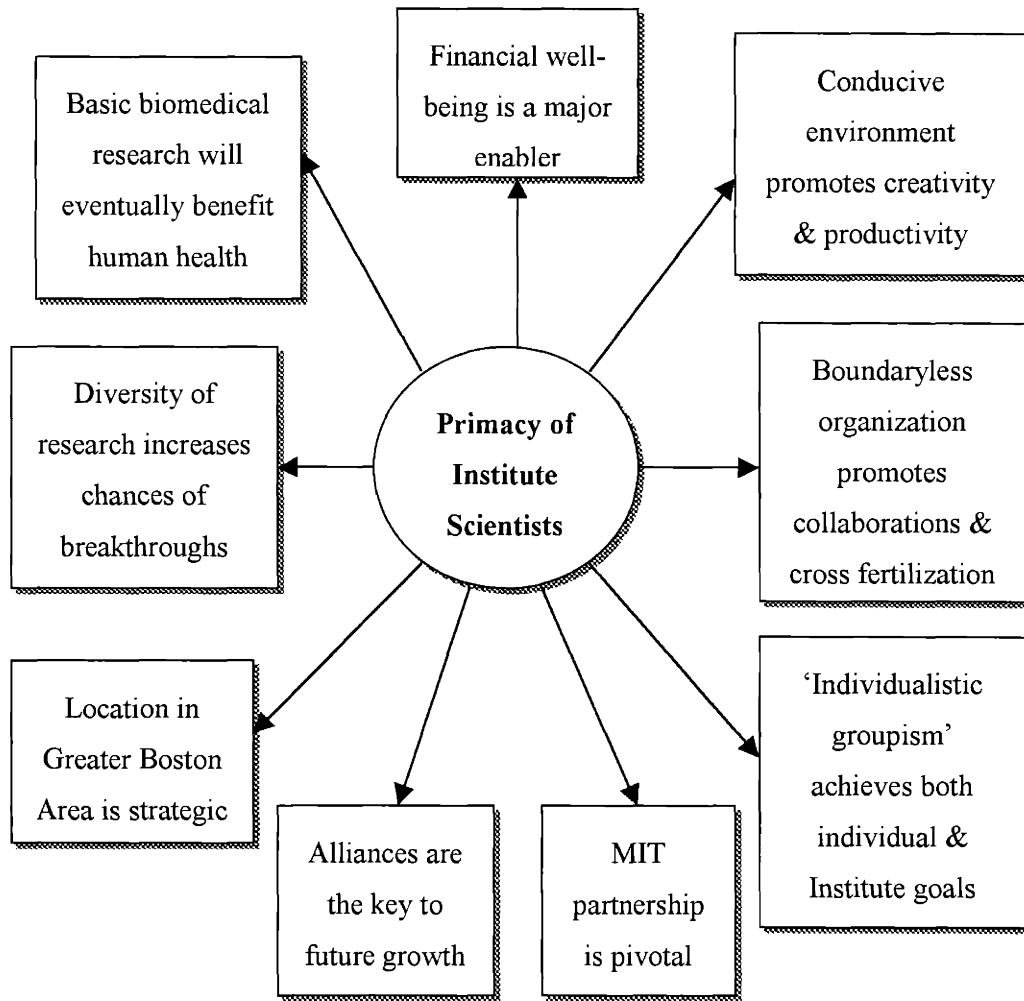 Basic biomedical
research will
eventually benefit
human health
Financial well-
being is a major
enabler
Conducive
environment
promotes creativity
& productivity
Diversity of
research increases
chances of
breakthroughs
Primacy of
Institute
Scientists
Boundaryless
organization
promotes
collaborations &
cross fertilization
Location in
Greater Boston
Area is strategic
Alliances are
the key to
future growth
MIT
partnership
is pivotal
‘Individualistic
groupism’
achieves both
individual &
Institute goals